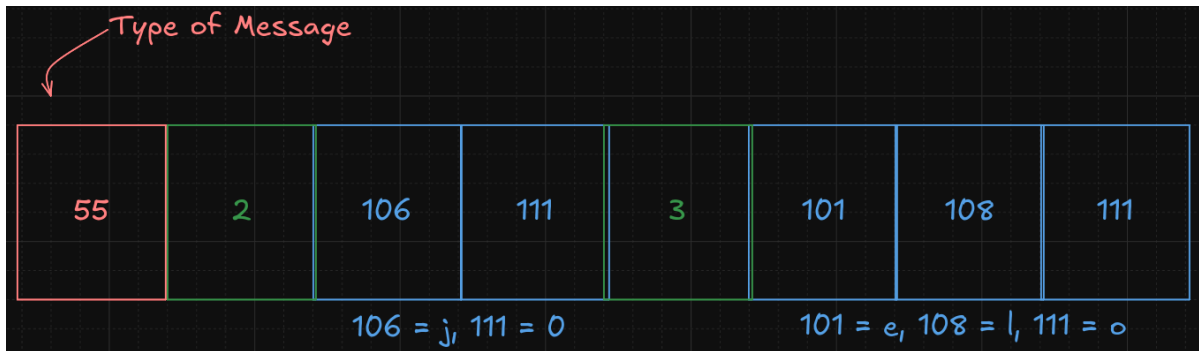 Type of Message
55 2 106 111 3 101 108 111
106 = j, 111 = 0 101 = e, 108 = l, 111 = o